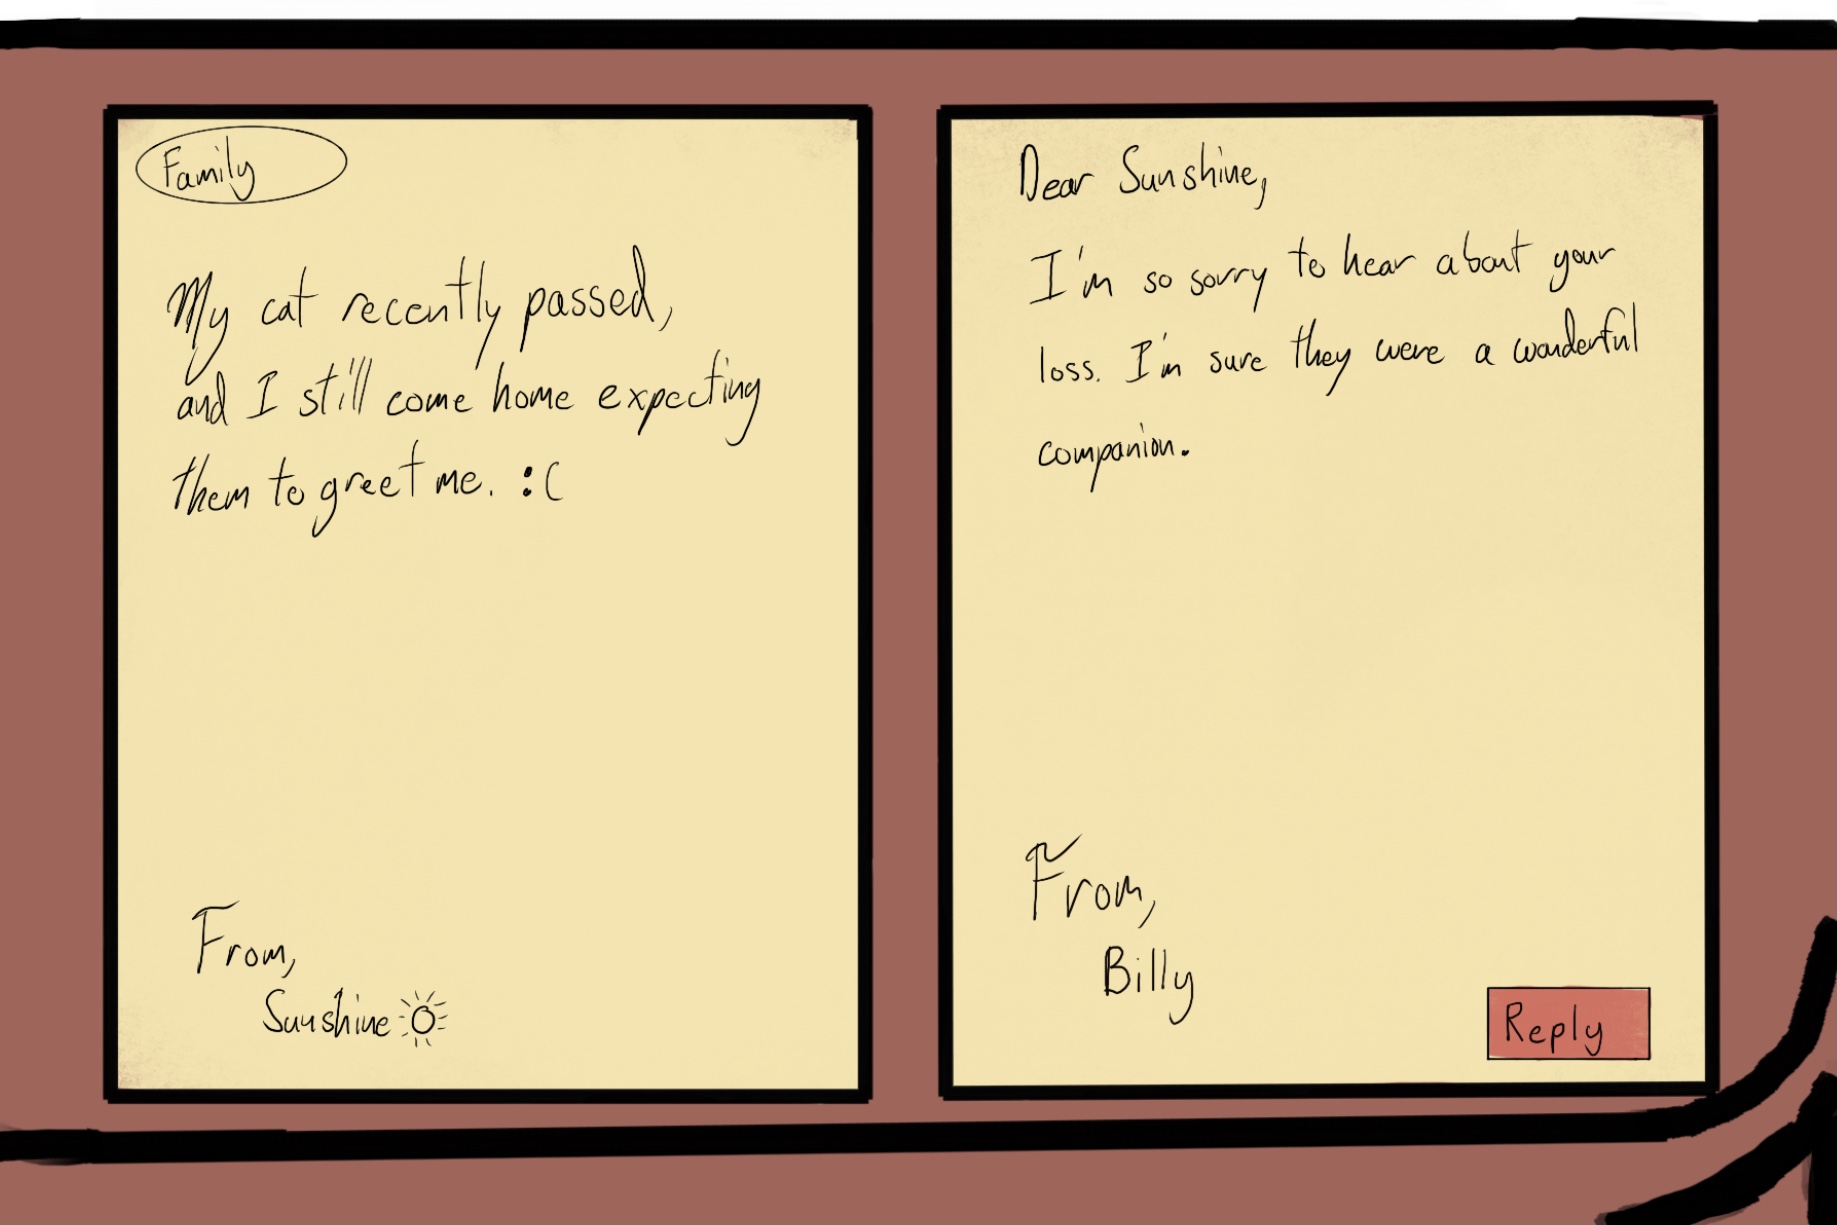 Family
My cat recently passed,
and I still come home expecting
them to greet me. :(
From,
Sunshine
Dear Sunshine,
I'm so sorry to hear about your
loss. I'm sure they were a wonderful
companion.
From,
Billy
Reply